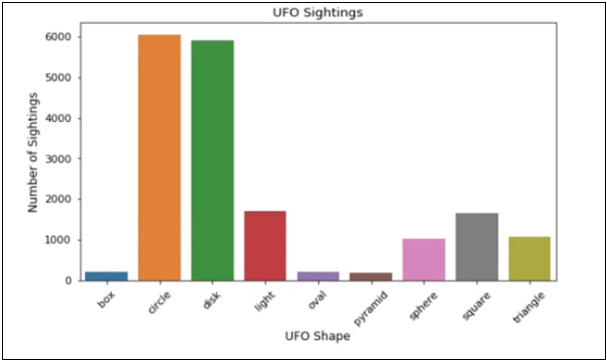 UFO Sightings
Number of Sightings
6000
5000
4000
3000
2000
1000
0
box circle disk light oval pyramid sphere square triangle
UFO Shape